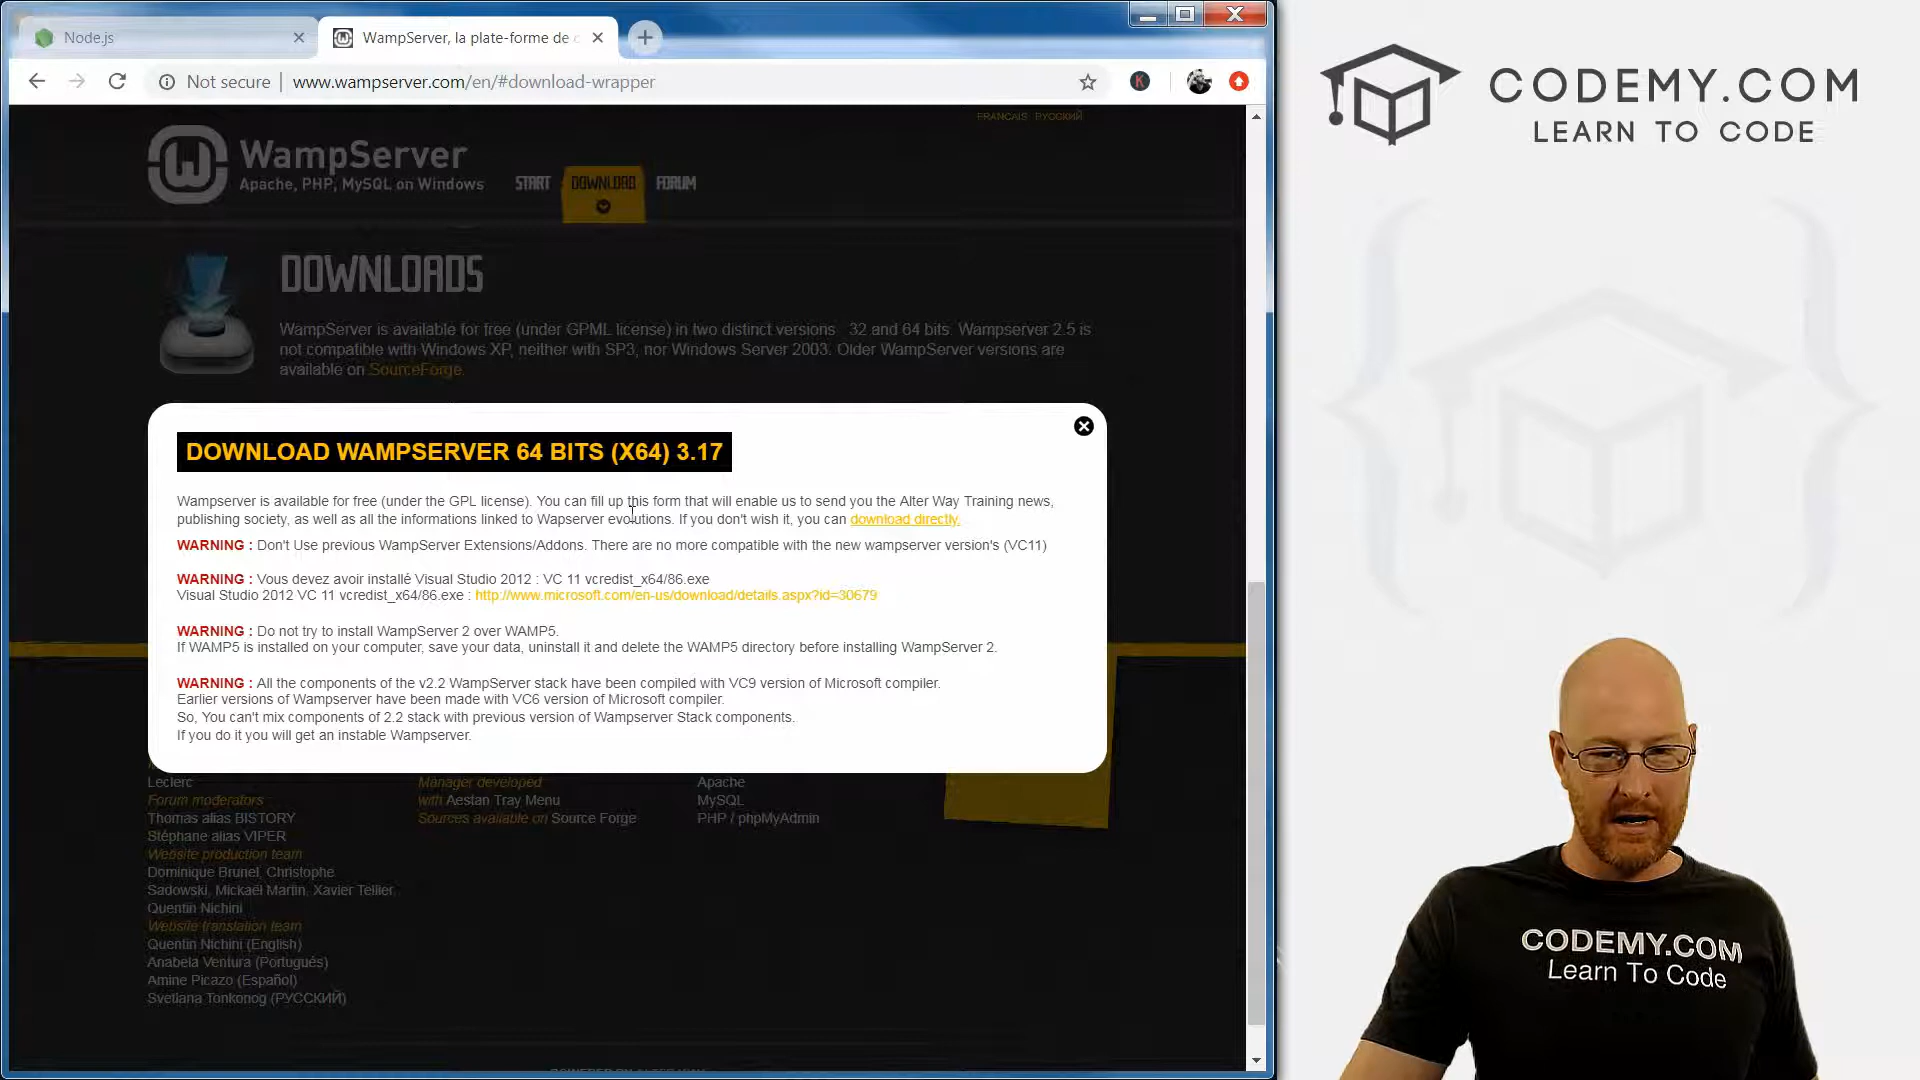 Node.js
WampServer, la plate-forme de
Not secure | www.wampserver.com/en/#download-wrapper
K
CODEMY.COM
LEARN TO CODE
FRANCAIS РУССКИЙ
WampServer
Apache, PHP, MySQL on Windows
START DOWNLOAD FORUM
DOWNLOADS
WampServer is available for free (under GPML license) in two distinct versions 32 and 64 bits. Wampserver 2.5 is
not compatible with Windows XP, neither with SP3, nor Windows Server 2003. Older WampServer versions are
available on SourceForge.
DOWNLOAD WAMPSERVER 64 BITS (X64) 3.17
Wampserver is available for free (under the GPL license). You can fill up this form that will enable us to send you the Alter Way Training news,
publishing society, as well as all the informations linked to Wapserver evolutions. If you don't wish it, you can download directly.
WARNING : Don't Use previous WampServer Extensions/Addons. There are no more compatible with the new wampserver version's (VC11)
WARNING : Vous devez avoir installé Visual Studio 2012 : VC 11 vcredist_x64/86.exe
Visual Studio 2012 VC 11 vcredist_x64/86.exe : http://www.microsoft.com/en-us/download/details.aspx?id=30679
WARNING : Do not try to install WampServer 2 over WAMP5.
If WAMP5 is installed on your computer, save your data, uninstall it and delete the WAMP5 directory before installing WampServer 2.
WARNING : All the components of the v2.2 WampServer stack have been compiled with VC9 version of Microsoft compiler.
Earlier versions of Wampserver have been made with VC6 version of Microsoft compiler.
So, You can't mix components of 2.2 stack with previous version of Wampserver Stack components.
If you do it you will get an instable Wampserver.
Leclerc
Forum moderators
Thomas alias BISTORY
Stéphane alias VIPER
Website production team
Dominique Brunel, Christophe
Sadowski, Mickaël Martin, Xavier Tellier,
Quentin Nichini
Website translation team
Quentin Nichini (English)
Anabela Ventura (Português)
Amine Picazo (Español)
Svetlana Tonkonog (РУССКИЙ)
Manager developed
with Aestan Tray Menu
Sources available on Source Forge
Apache
MySQL
PHP / phpMyAdmin
CODEMY.COM
Learn To Code